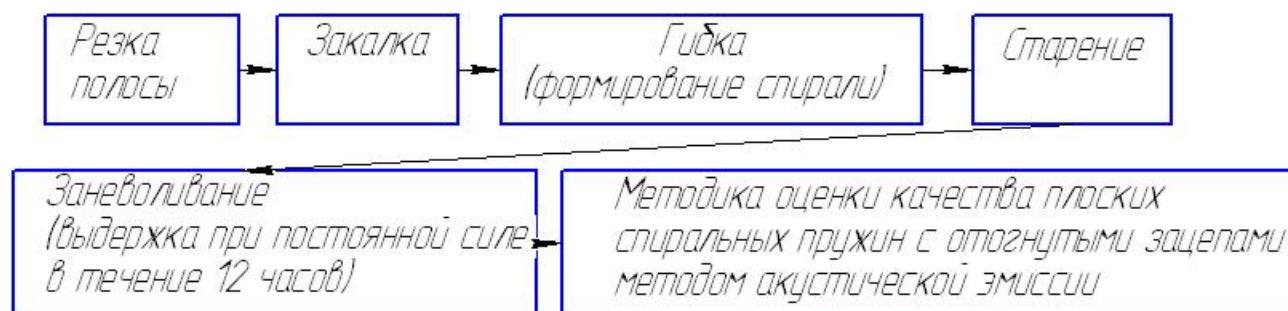 Резка
полосы
Закалка
Гибка
(формирование спирали)
Старение
Заневоливание
(выдержка при постоянной силе
в течение 12 часов)
Методика оценки качества плоских
спиральных пружин с отогнутыми зацепами
методом акустической эмиссии